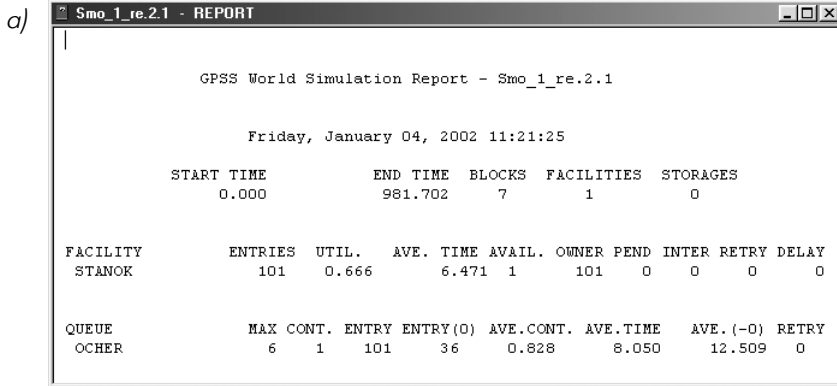 a)
Smo_1_re.2.1 - REPORT
GPSS World Simulation Report - Smo_1_re.2.1
Friday, January 04, 2002 11:21:25
START TIME END TIME BLOCKS FACILITIES STORAGES
0.000 981.702 7 1 0
FACILITY ENTRIES UTIL. AVE. TIME AVAIL. OWNER PEND INTER RETRY DELAY
STANOK 101 0.666 6.471 1 101 0 0 0 0
QUEUE MAX CONT. ENTRY ENTRY(0) AVE.CONT. AVE.TIME AVE.(-0) RETRY
OCHER 6 1 101 36 0.828 8.050 12.509 0